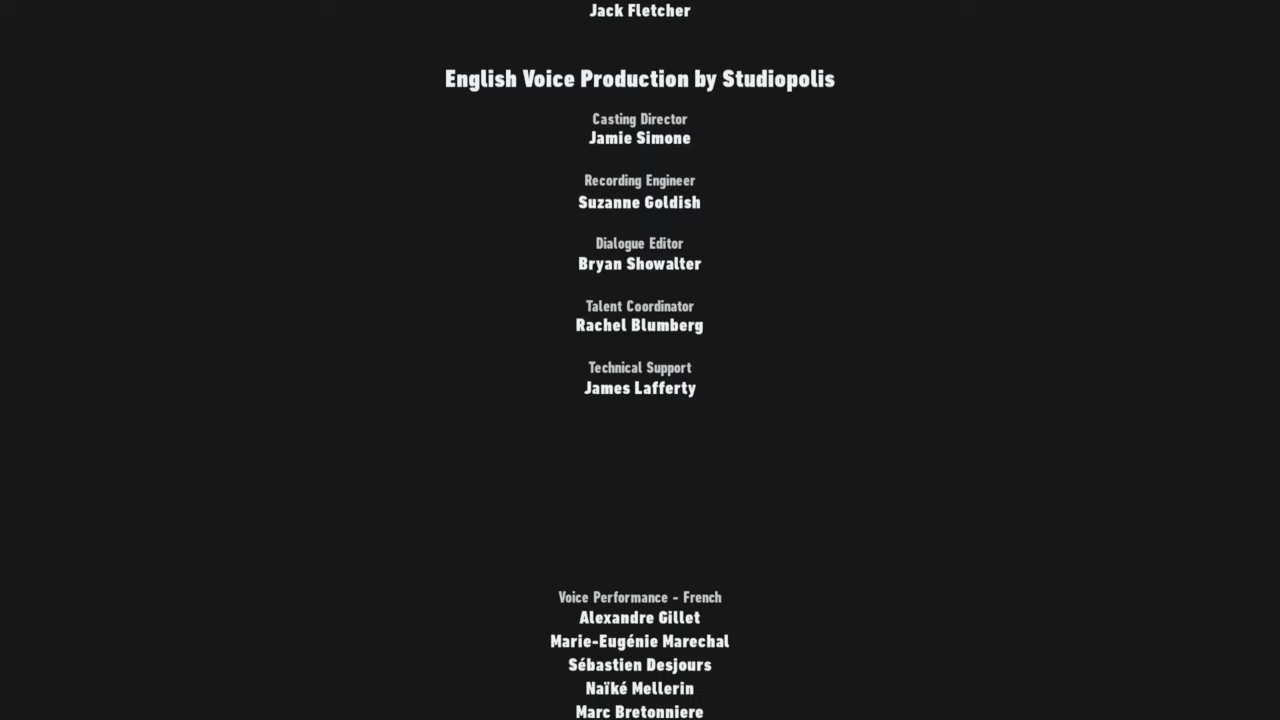 Jack Fletcher
English Voice Production by Studiopolis
Casting Director
Jamie Simone
Recording Engineer
Suzanne Goldish
Dialogue Editor
Bryan Showalter
Talent Coordinator
Rachel Blumberg
Technical Support
James Lafferty
Voice Performance - French
Alexandre Gillet
Marie-Eugénie Marechal
Sébastien Desjours
Naïké Mellerin
Marc Bretonniere